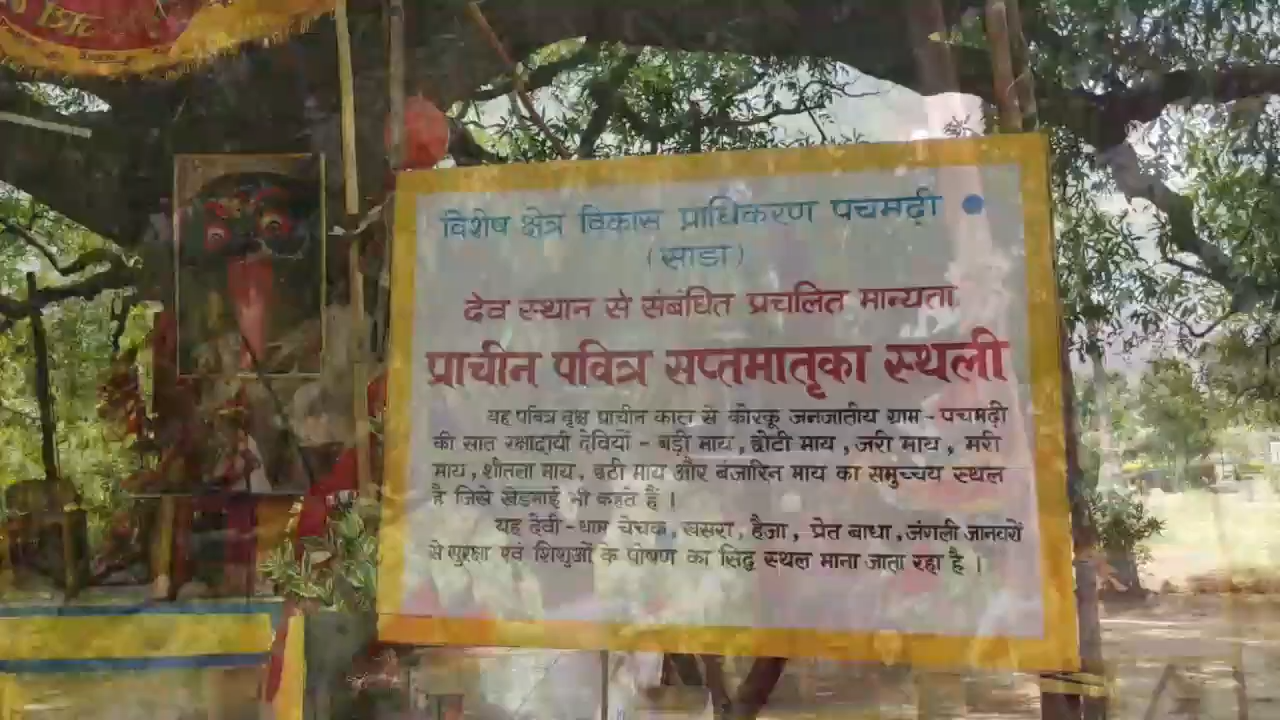 विशेष क्षेत्र विकास प्राधिकरण पचमढ़ी
(साडा)
देव स्थान से संबंधित प्रचलित मान्यता
प्राचीन पवित्र सप्तमातृका स्थली
यह पवित्र वृक्ष प्राचीन काल से कोरकू जनजातीय ग्राम - पचमढ़ी
की सात रक्षादायी देवियों - बड़ी माय, छोटी माय, जरी माय, मरी
माय, शीतला माय, बटी माय और बंजारिन माय का समुच्चय स्थल
है जिसे खेड़माई भी कहते हैं।
यह देवी - धाम चेचक, खसरा, हैजा, प्रेत बाधा, जंगली जानवरों
से सुरक्षा एवं शिशुओं के पोषण का सिद्ध स्थल माना जाता रहा है।